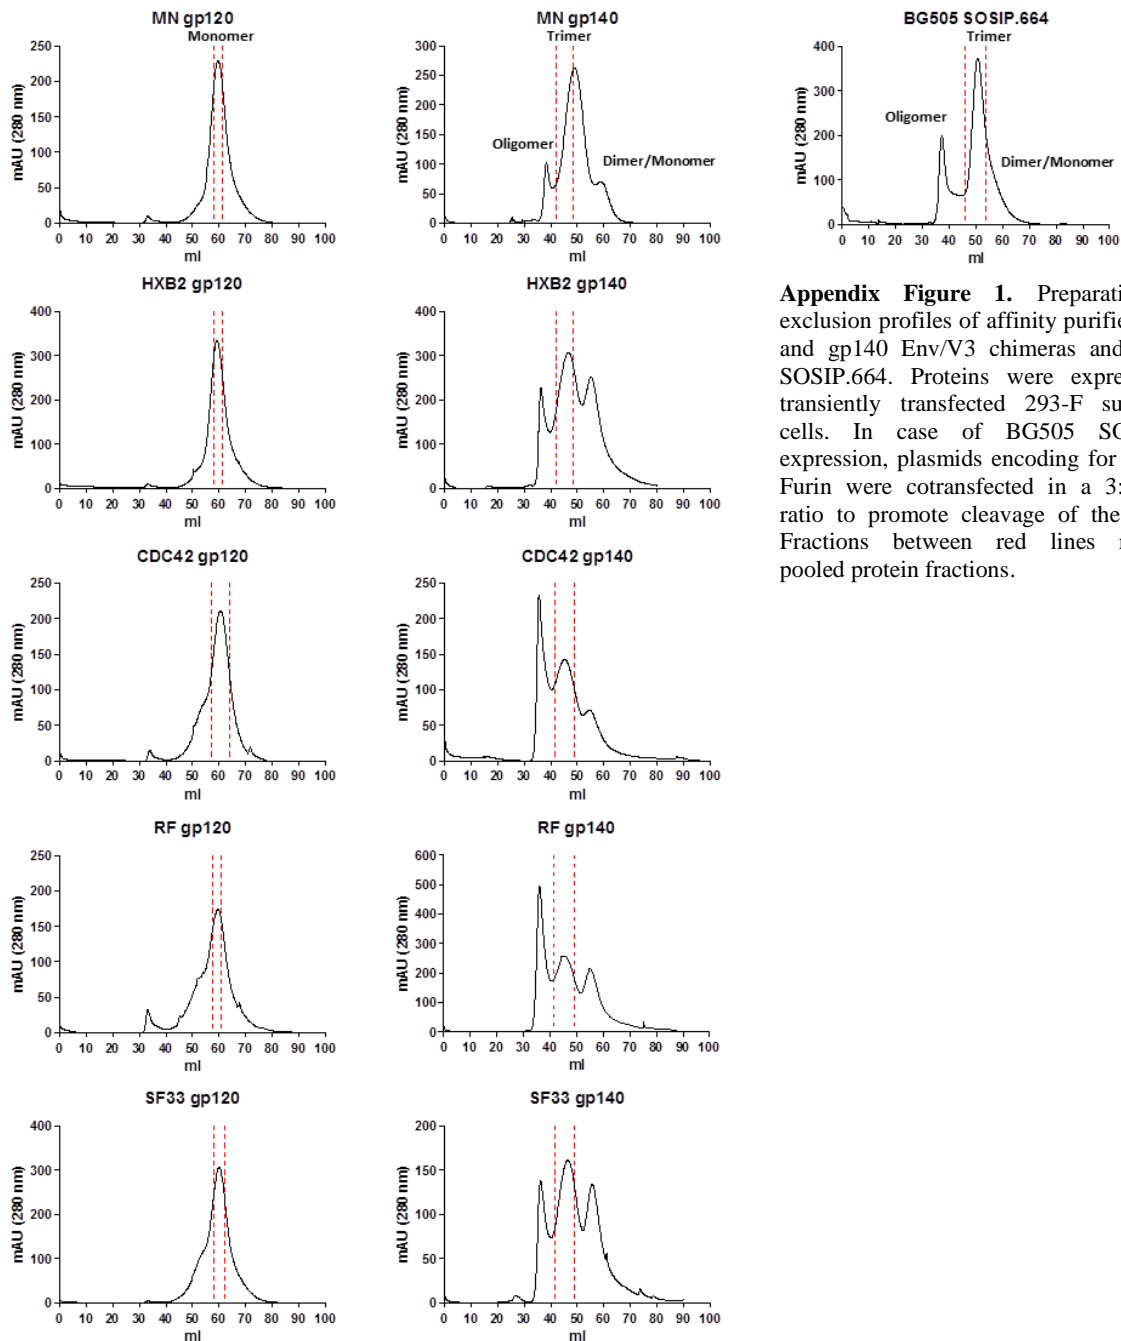 MN gp120
Monomer
250
200
150
100
50
0
mAU (280 nm)
0 10 20 30 40 50 60 70 80 90 100
ml
MN gp140
Trimer
Oligomer
Dimer/Monomer
300
250
200
150
100
50
0
mAU (280 nm)
0 10 20 30 40 50 60 70 80 90 100
ml
BG505 SOSIP.664
Trimer
Oligomer
Dimer/Monomer
400
300
200
100
0
mAU (280 nm)
0 10 20 30 40 50 60 70 80 90 100
ml
HXB2 gp120
400
300
200
100
0
mAU (280 nm)
0 10 20 30 40 50 60 70 80 90 100
ml
HXB2 gp140
400
300
200
100
0
mAU (280 nm)
0 10 20 30 40 50 60 70 80 90 100
ml
Appendix Figure 1. Preparati
exclusion profiles of affinity purifie
and gp140 Env/V3 chimeras and
SOSIP.664. Proteins were expre
transiently transfected 293-F su
cells. In case of BG505 SO
expression, plasmids encoding for
Furin were cotransfected in a 3:
ratio to promote cleavage of the
Fractions between red lines
pooled protein fractions.
CDC42 gp120
250
200
150
100
50
0
mAU (280 nm)
0 10 20 30 40 50 60 70 80 90 100
ml
CDC42 gp140
250
200
150
100
50
0
mAU (280 nm)
0 10 20 30 40 50 60 70 80 90 100
ml
RF gp120
250
200
150
100
50
0
mAU (280 nm)
0 10 20 30 40 50 60 70 80 90 100
ml
RF gp140
600
500
400
300
200
100
0
mAU (280 nm)
0 10 20 30 40 50 60 70 80 90 100
ml
SF33 gp120
400
300
200
100
0
mAU (280 nm)
0 10 20 30 40 50 60 70 80 90 100
ml
SF33 gp140
200
150
100
50
0
mAU (280 nm)
0 10 20 30 40 50 60 70 80 90 100
ml